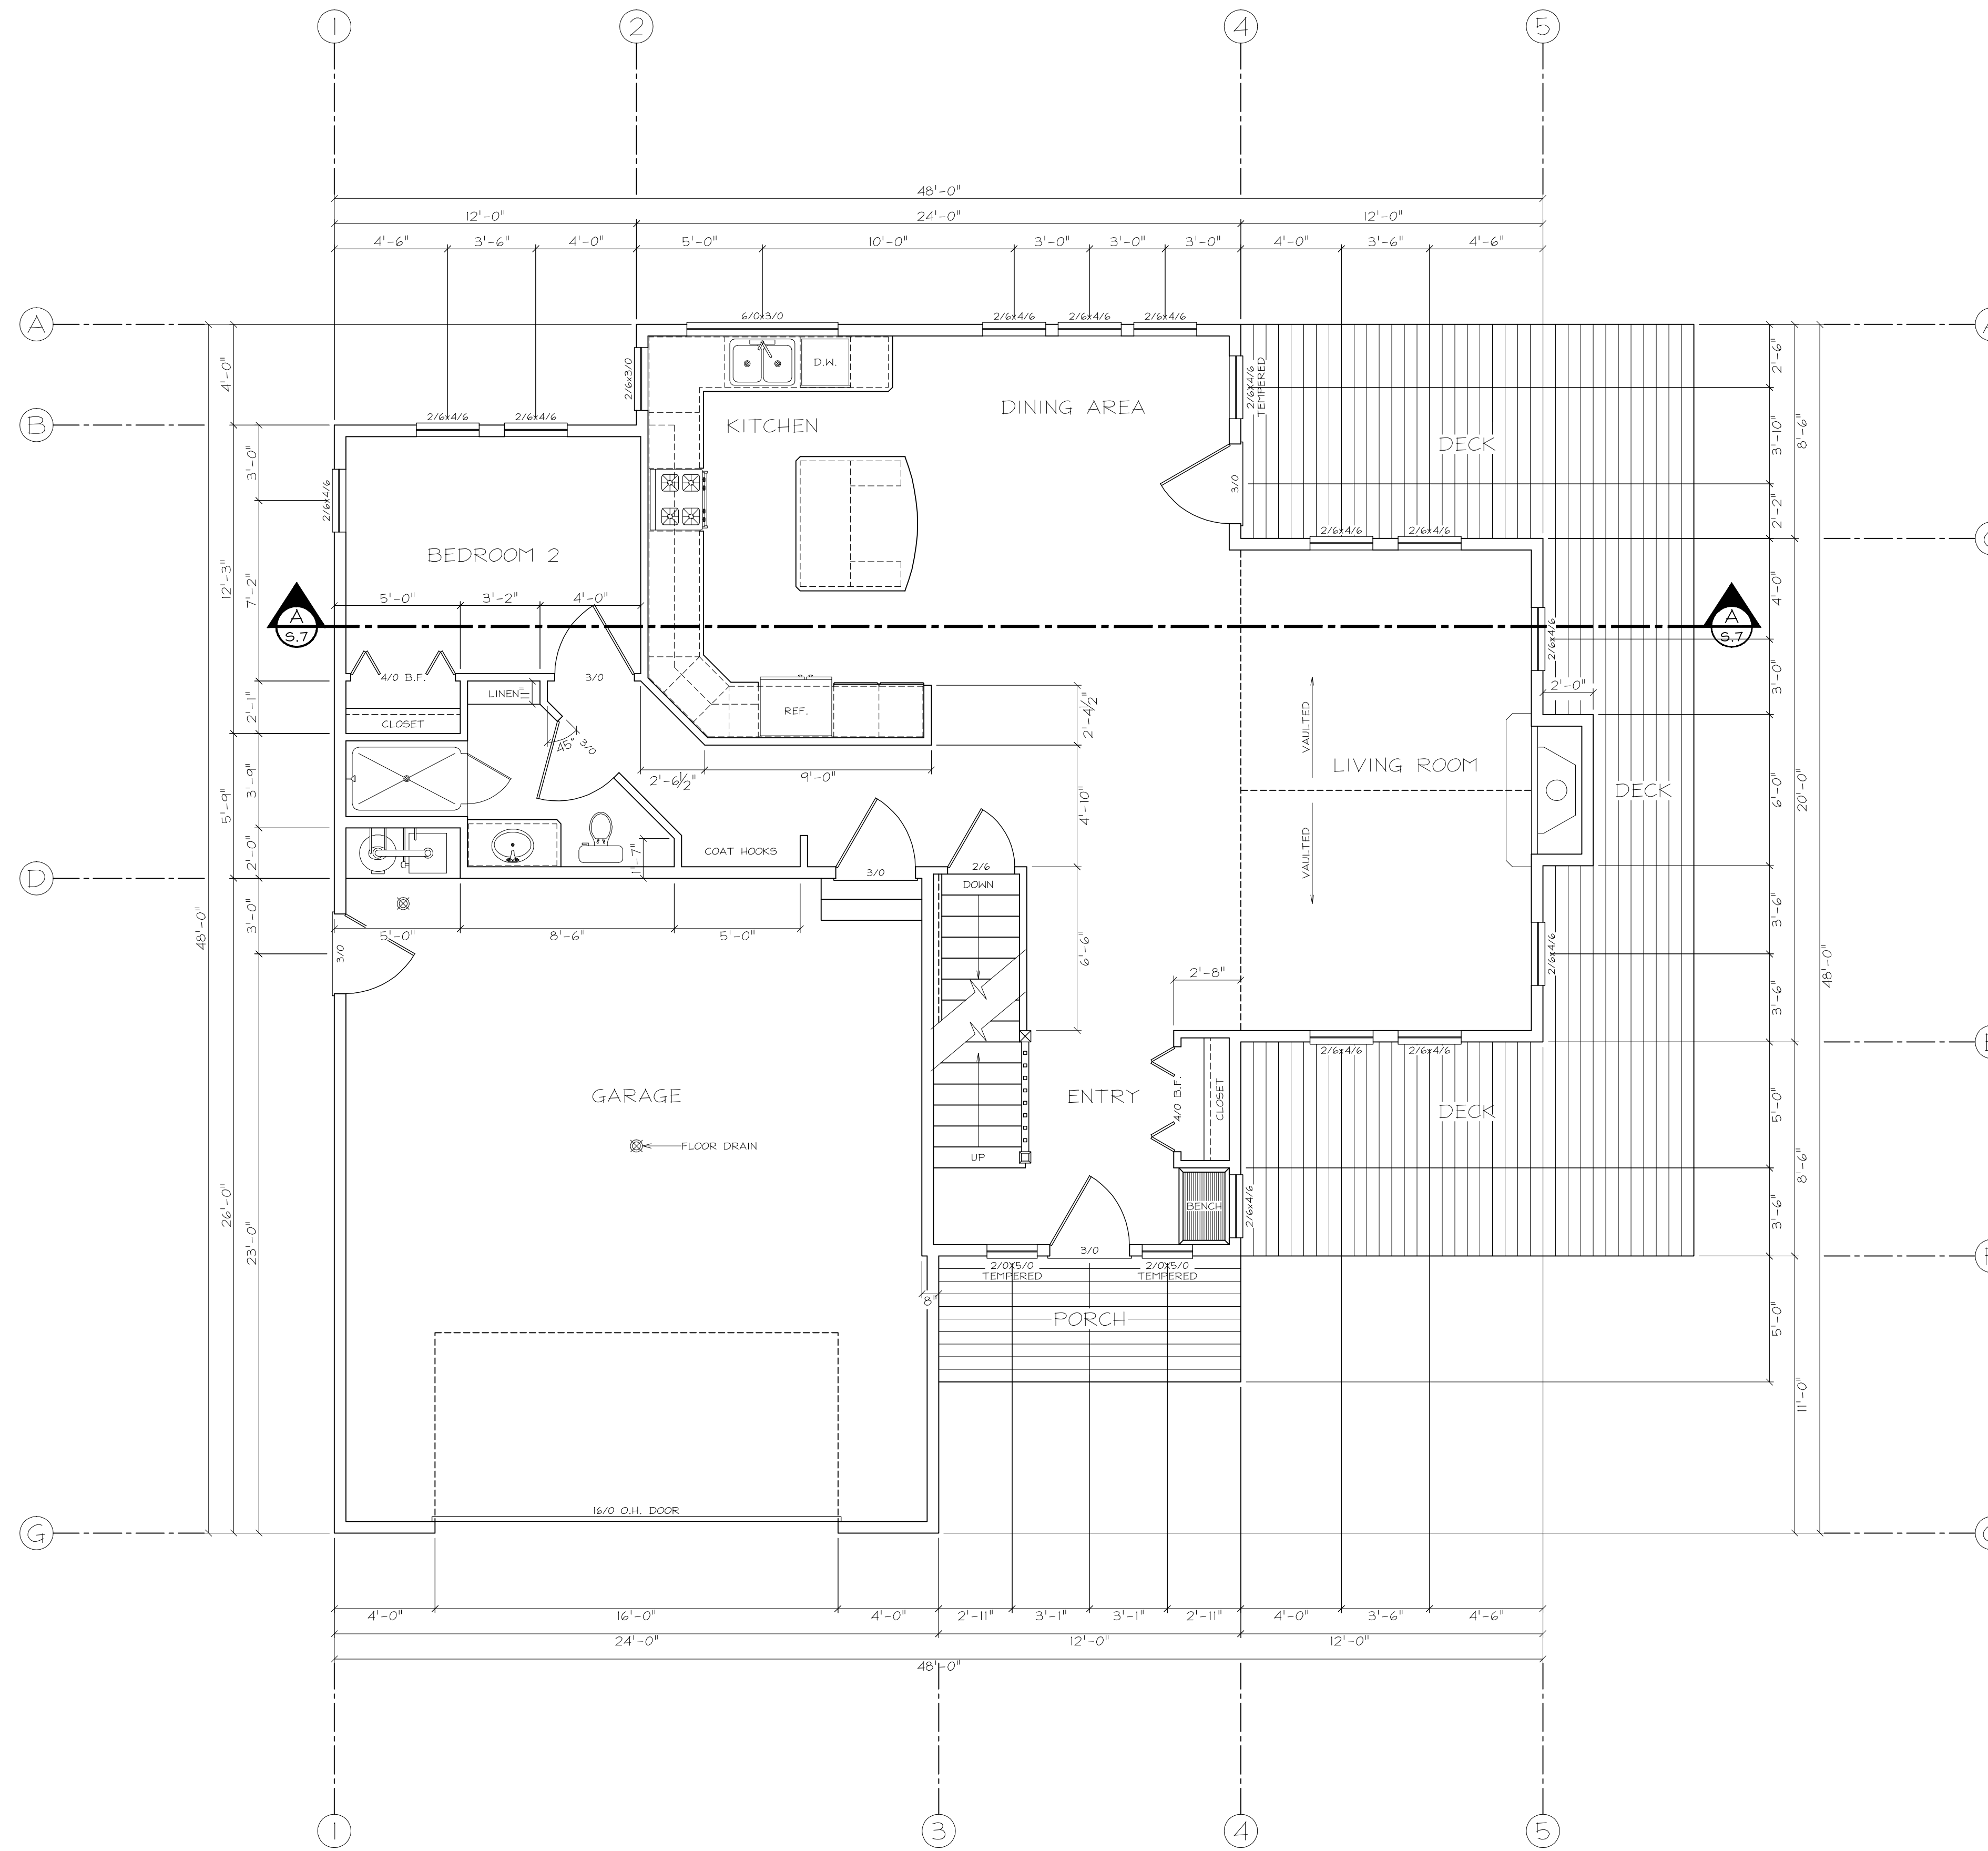 1 2 4 5
48'-0"
12'-0" 24'-0" 12'-0"
4'-6" 3'-6" 4'-0" 5'-0" 10'-0" 3'-0" 3'-0" 3'-0" 4'-0" 3'-6" 4'-6"
A
6/0x3/0 2/6x4/6 2/6x4/6 2/6x4/6
2/6x3/0
D.W.
2/6x4/6
TEMPERED
2'-6"
4'-0"
B
2/6x4/6 2/6x4/6
KITCHEN
DINING AREA
DECK
3'-10"
8'-6"
3'-0"
2/6x4/6
3/0
2'-2"
2/6x4/6 2/6x4/6
BEDROOM 2
12'-3"
7'-2"
5'-0" 3'-2" 4'-0"
4'-0"
A
S.7
A
S.7
2/6x4/6
4/0 B.F.
3/0
LINEN
CLOSET
2'-1"
45°
3/0
REF.
2'-4½"
2'-0"
3'-0"
VAULTED
LIVING ROOM
VAULTED
DECK
6'-0"
20'-0"
2'-6½" 9'-0"
3'-9"
5'-9"
4'-10"
2'-0"
1'-7"
COAT HOOKS
3/0
2/6
DOWN
D
3'-0"
48'-0"
3/0
5'-0" 8'-6" 5'-0"
6'-6"
2'-8"
2/6x4/6
3'-6"
3'-6"
48'-0"
2/6x4/6 2/6x4/6
GARAGE
ENTRY
4/0 B.F.
CLOSET
DECK
5'-0"
FLOOR DRAIN
UP
BENCH
2/6x4/6
3'-6"
8'-6"
26'-0"
23'-0"
3/0
2/0x5/0
TEMPERED
2/0x5/0
TEMPERED
8"
PORCH
5'-0"
11'-0"
16/0 O.H. DOOR
G
4'-0" 16'-0" 4'-0" 2'-11" 3'-1" 3'-1" 2'-11" 4'-0" 3'-6" 4'-6"
24'-0" 12'-0" 12'-0"
48'-0"
1 3 4 5